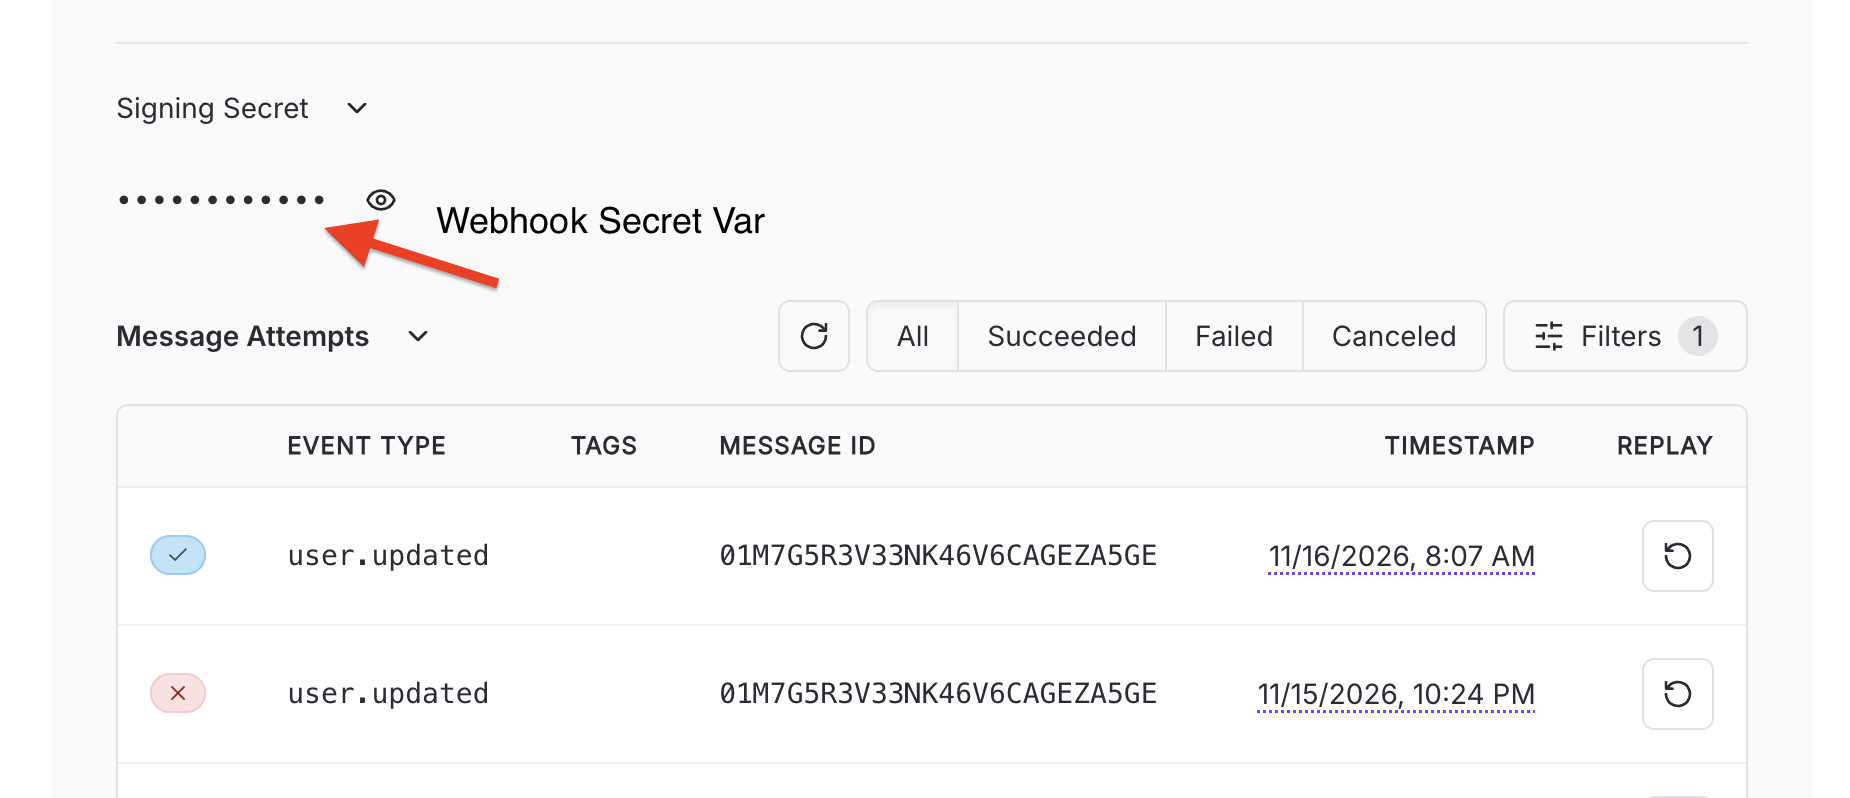 Signing Secret
••••••••••••
Webhook Secret Var
Message Attempts
All Succeeded Failed Canceled Filters 1
EVENT TYPE TAGS MESSAGE ID TIMESTAMP REPLAY
user.updated 01M7G5R3V33NK46V6CAGEZA5GE 11/16/2026, 8:07 AM
user.updated 01M7G5R3V33NK46V6CAGEZA5GE 11/15/2026, 10:24 PM